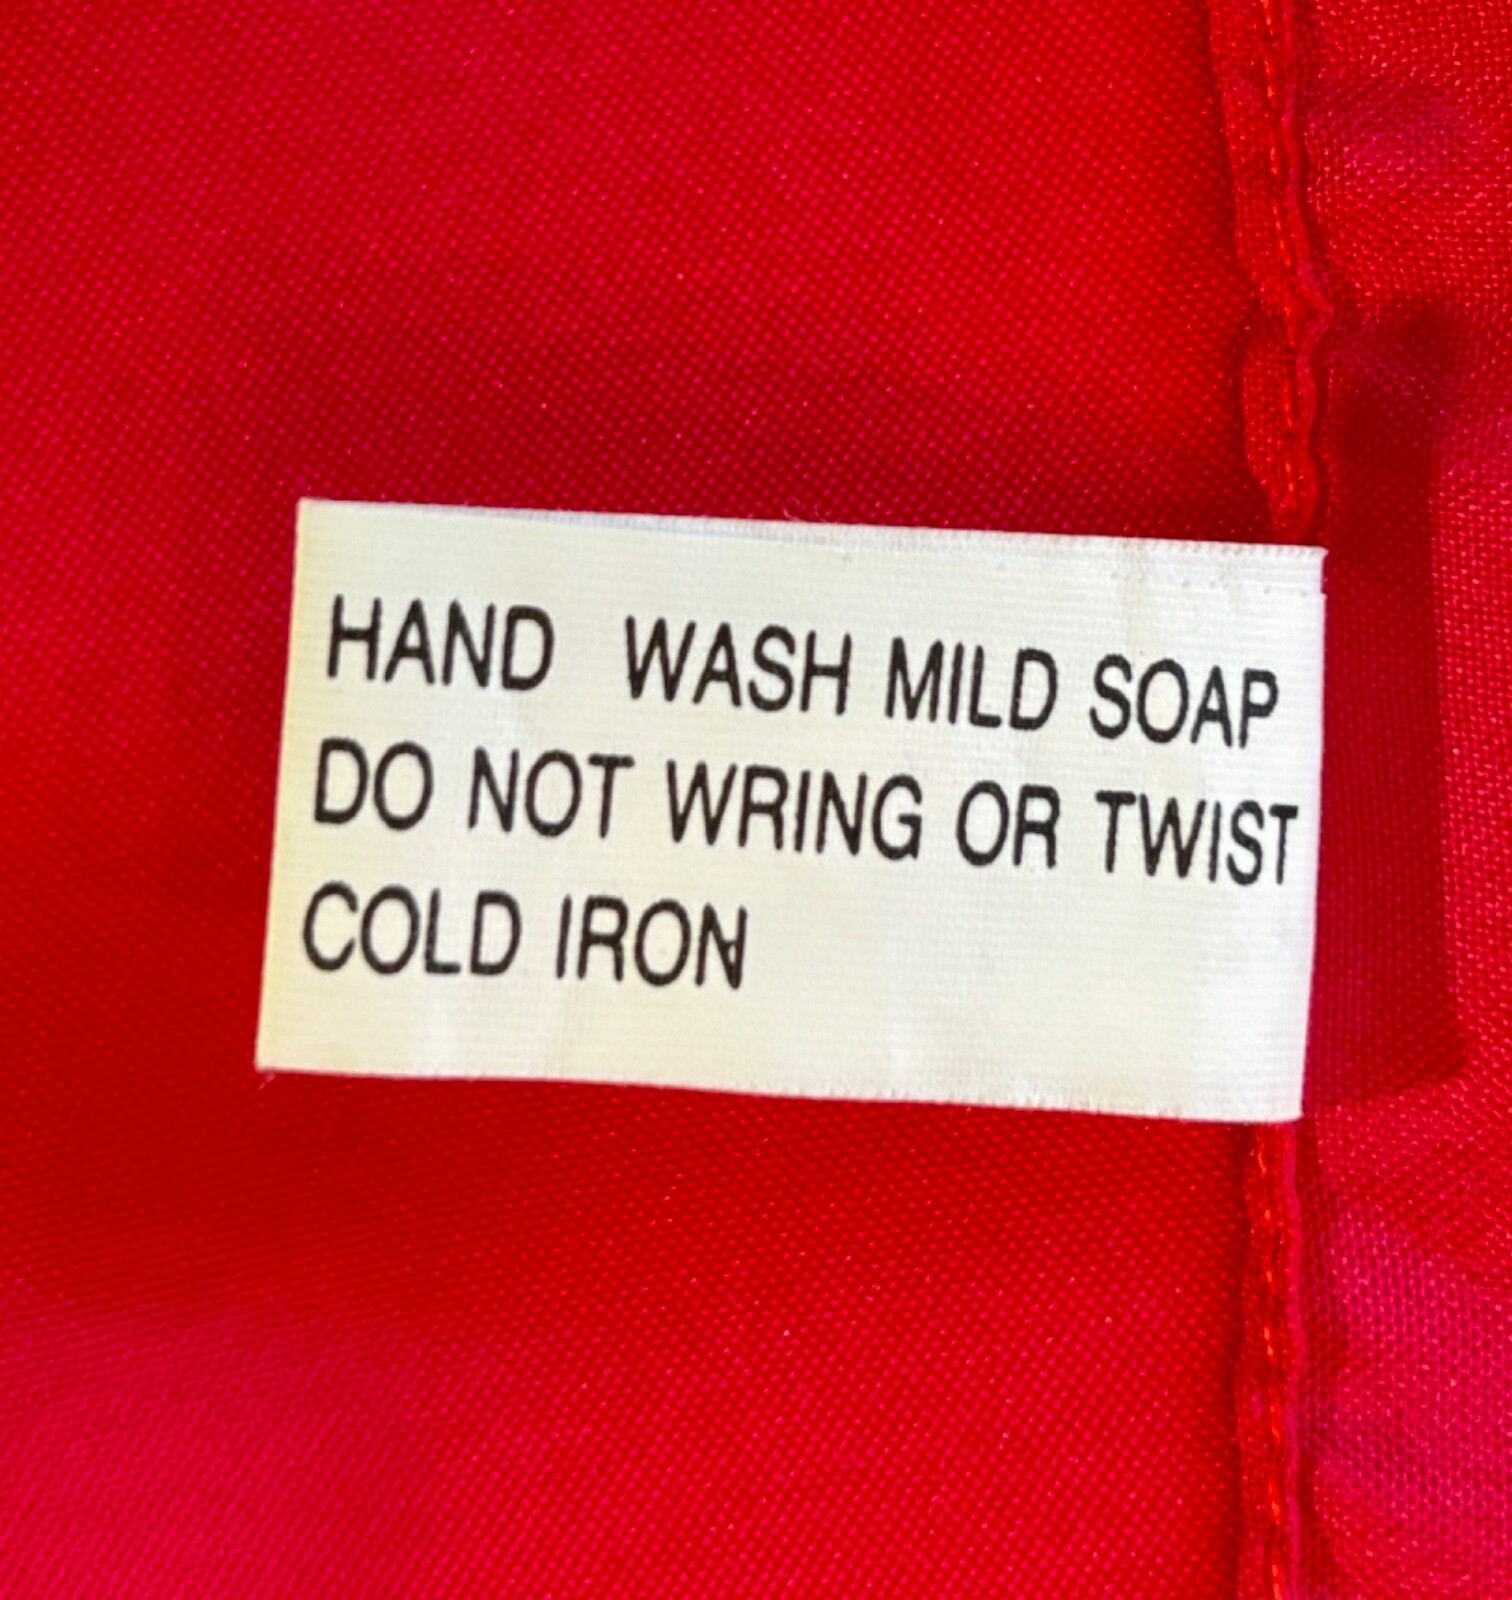 HAND WASH MILD SOAP
DO NOT WRING OR TWIST
COLD IRON